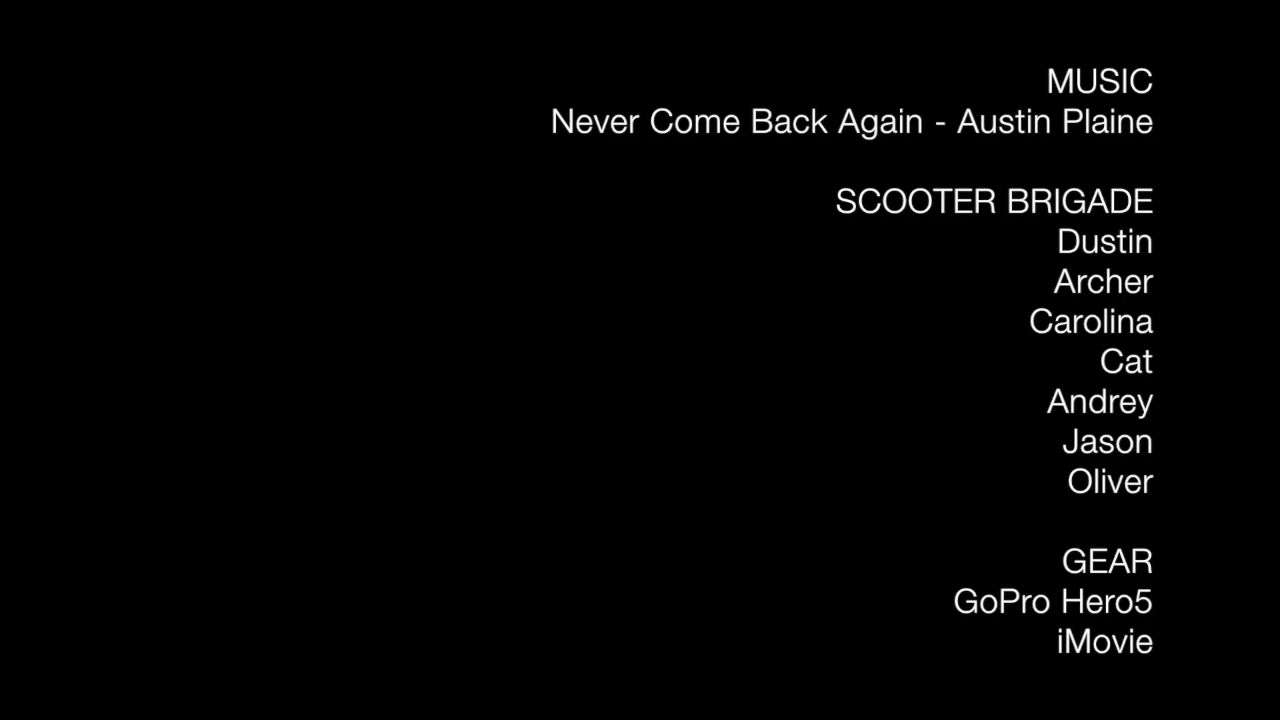 MUSIC
Never Come Back Again - Austin Plaine
SCOOTER BRIGADE
Dustin
Archer
Carolina
Cat
Andrey
Jason
Oliver
GEAR
GoPro Hero5
iMovie